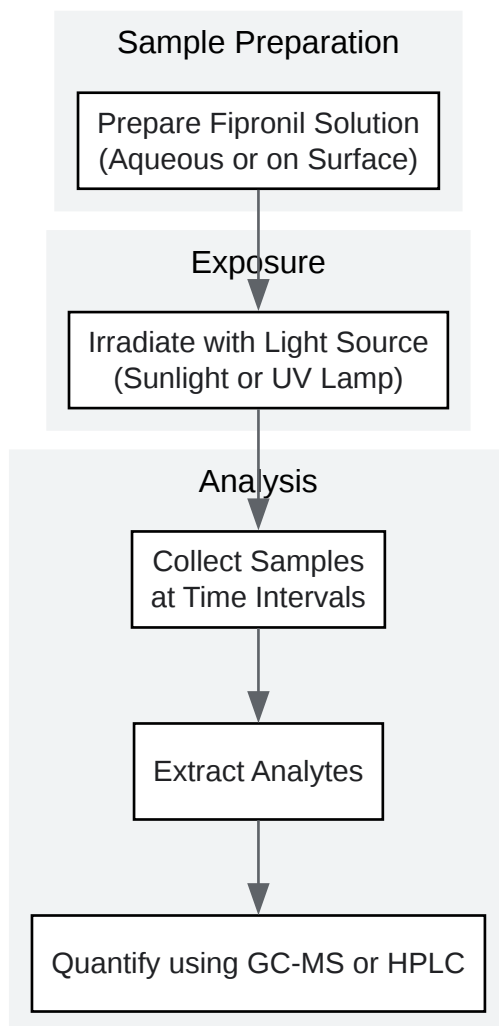 Sample Preparation
Prepare Fipronil Solution
(Aqueous or on Surface)
Exposure
Irradiate with Light Source
(Sunlight or UV Lamp)
Analysis
Collect Samples
at Time Intervals
Extract Analytes
Quantify using GC-MS or HPLC